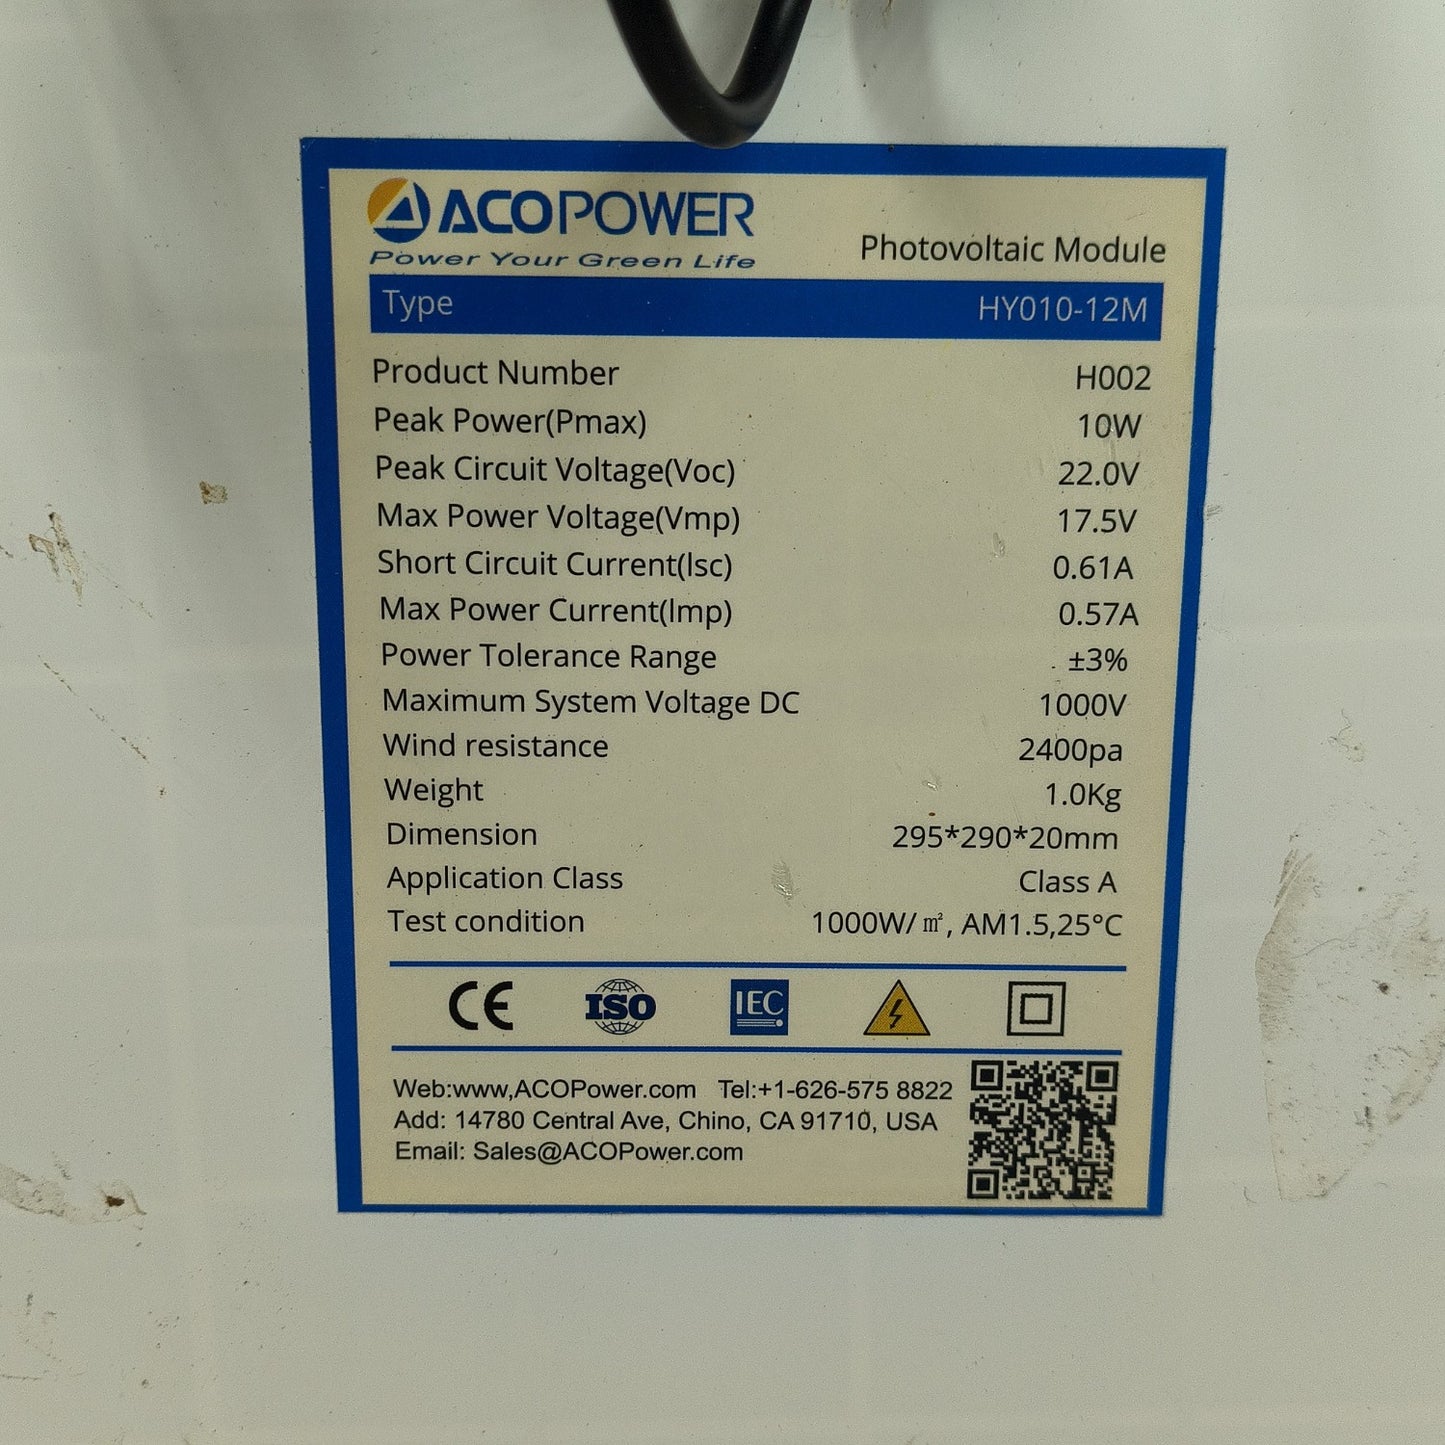 ACOPOWER
Power Your Green Life
Photovoltaic Module
Type HY010-12M
Product Number H002
Peak Power(Pmax) 10W
Peak Circuit Voltage(Voc) 22.0V
Max Power Voltage(Vmp) 17.5V
Short Circuit Current(Isc) 0.61A
Max Power Current(Imp) 0.57A
Power Tolerance Range ±3%
Maximum System Voltage DC 1000V
Wind resistance 2400pa
Weight 1.0Kg
Dimension 295*290*20mm
Application Class Class A
Test condition 1000W/㎡, AM1.5,25°C
CE ISO IEC
Web:www,ACOPower.com Tel:+1-626-575 8822
Add: 14780 Central Ave, Chino, CA 91710, USA
Email: Sales@ACOPower.com